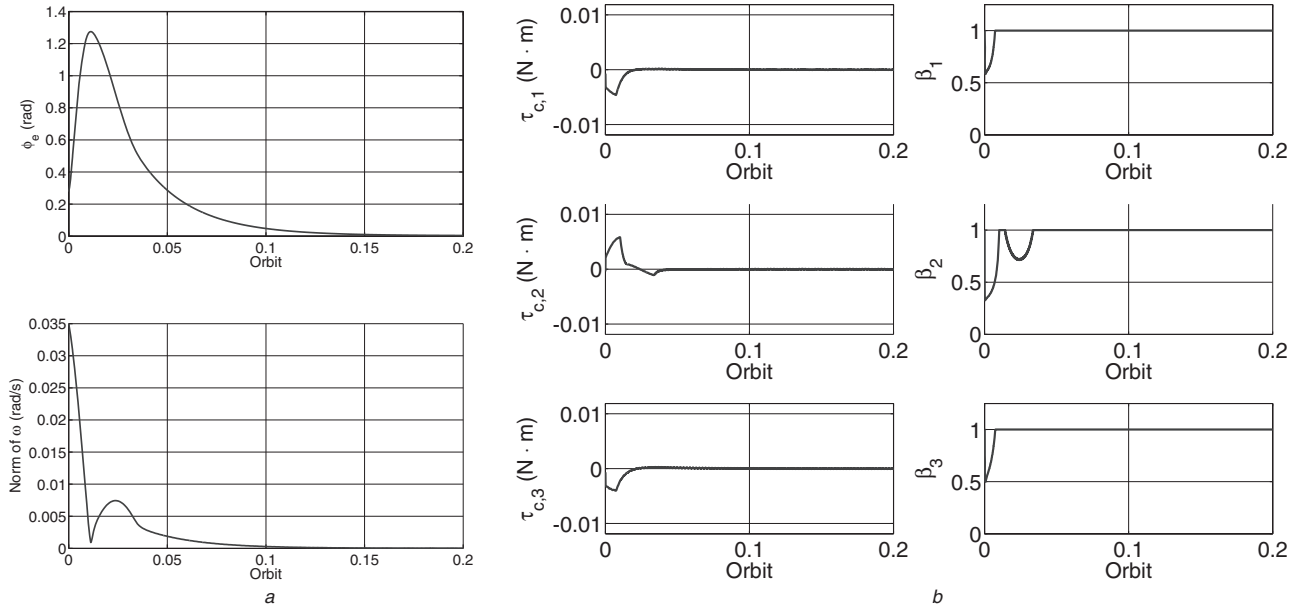 1.4
1.2
1
0.8
0.6
0.4
0.2
0
ϕe (rad)
0 0.05 0.1 0.15 0.2
Orbit
0.035
0.03
0.025
0.02
0.015
0.01
0.005
0
Norm of ω (rad/s)
0 0.05 0.1 0.15 0.2
Orbit
a
0.01
0
-0.01
τc,1 (N · m)
0 0.1 0.2
Orbit
1
0.5
0
β1
0 0.1 0.2
Orbit
0.01
0
-0.01
τc,2 (N · m)
0 0.1 0.2
Orbit
1
0.5
0
β2
0 0.1 0.2
Orbit
0.01
0
-0.01
τc,3 (N · m)
0 0.1 0.2
Orbit
1
0.5
0
β3
0 0.1 0.2
Orbit
b